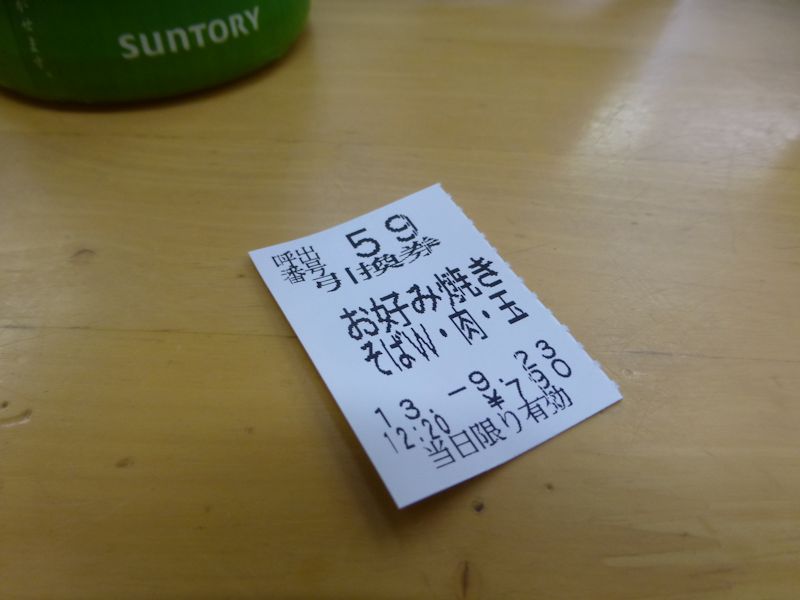 SUNTORY
呼出番号 59
引換券
お好み焼き
そばW・肉・玉
13.-9.23
12:20 ¥790
当日限り有効